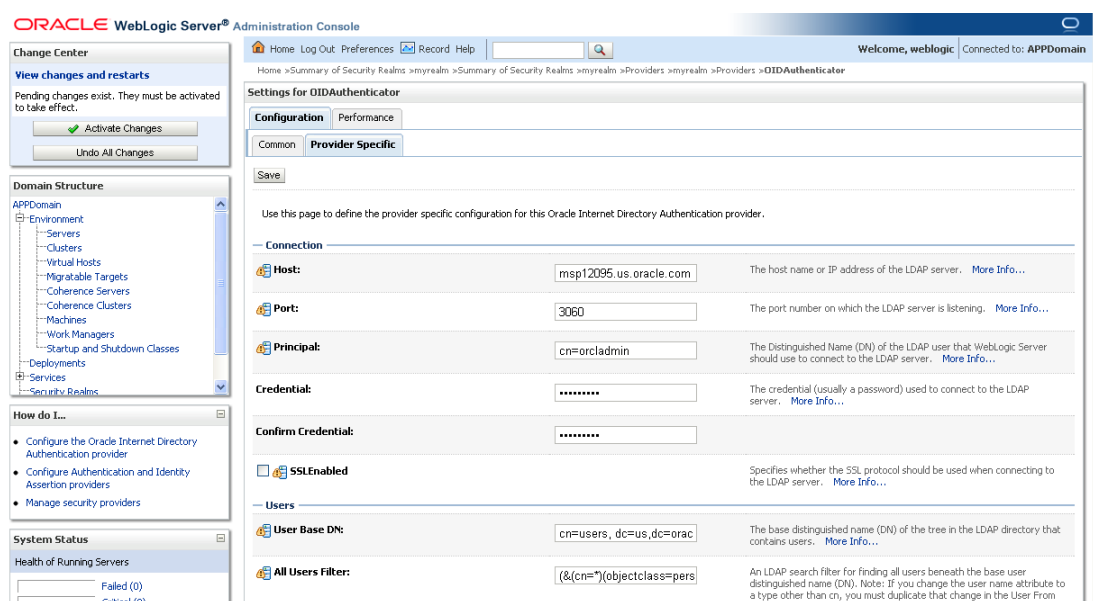 ORACLE WebLogic Server® Administration Console
Change Center
View changes and restarts
Pending changes exist. They must be activated
to take effect.
Activate Changes
Undo All Changes
Domain Structure
APPDomain
Environment
Servers
Clusters
Virtual Hosts
Migratable Targets
Coherence Servers
Coherence Clusters
Machines
Work Managers
Startup and Shutdown Classes
Deployments
Services
Security Realms
How do I...
Configure the Oracle Internet Directory
Authentication provider
Configure Authentication and Identity
Assertion providers
Manage security providers
System Status
Health of Running Servers
Failed (0)
Critical (0)
Home Log Out Preferences Record Help
Welcome, weblogic Connected to: APPDomain
Home >Summary of Security Realms >myrealm >Summary of Security Realms >myrealm >Providers >myrealm >Providers >OIDAuthenticator
Settings for OIDAuthenticator
Configuration Performance
Common Provider Specific
Save
Use this page to define the provider specific configuration for this Oracle Internet Directory Authentication provider.
Connection
Host: msp12095.us.oracle.com The host name or IP address of the LDAP server. More Info...
Port: 3060 The port number on which the LDAP server is listening. More Info...
Principal: cn=orcladmin The Distinguished Name (DN) of the LDAP user that WebLogic Server
should use to connect to the LDAP server. More Info...
Credential: ••••••••• The credential (usually a password) used to connect to the LDAP
server. More Info...
Confirm Credential: •••••••••
SSLEnabled Specifies whether the SSL protocol should be used when connecting to
the LDAP server. More Info...
Users
User Base DN: cn=users, dc=us,dc=orac The base distinguished name (DN) of the tree in the LDAP directory that
contains users. More Info...
All Users Filter: (&(cn=*)(objectclass=pers An LDAP search filter for finding all users beneath the base user
distinguished name (DN). Note: If you change the user name attribute to
a type other than cn, you must duplicate that change in the User From